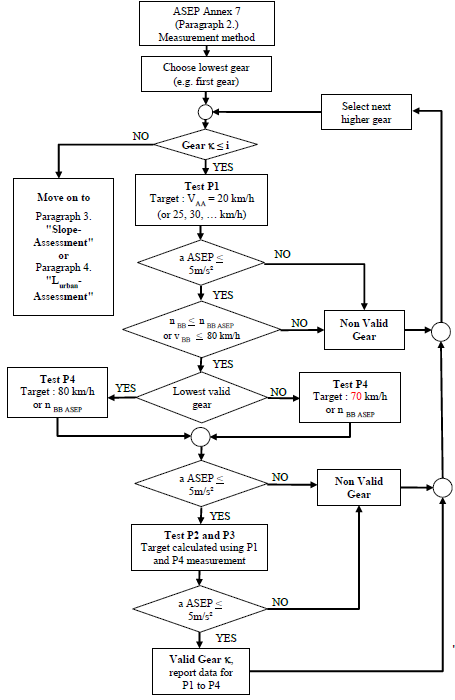 ASEP Annex 7
(Paragraph 2.)
Measurement method
Choose lowest gear
(e.g. first gear)
Select next
higher gear
NO
Gear κ ≤ i
YES
Move on to
Paragraph 3.
"Slope-
Assessment"
or
Paragraph 4.
"Lurban-
Assessment"
Test P1
Target : VAA = 20 km/h
(or 25, 30, … km/h)
a ASEP ≤
5m/s²
NO
YES
n BB ≤ n BB ASEP
or v BB ≤ 80 km/h
NO
Non Valid
Gear
YES
Test P4
Target : 80 km/h
or n BB ASEP
YES
Lowest valid
gear
NO
Test P4
Target : 70 km/h
or n BB ASEP
a ASEP ≤
5m/s²
NO
Non Valid
Gear
YES
Test P2 and P3
Target calculated using P1
and P4 measurement
a ASEP ≤
5m/s²
NO
YES
Valid Gear κ,
report data for
P1 to P4
'